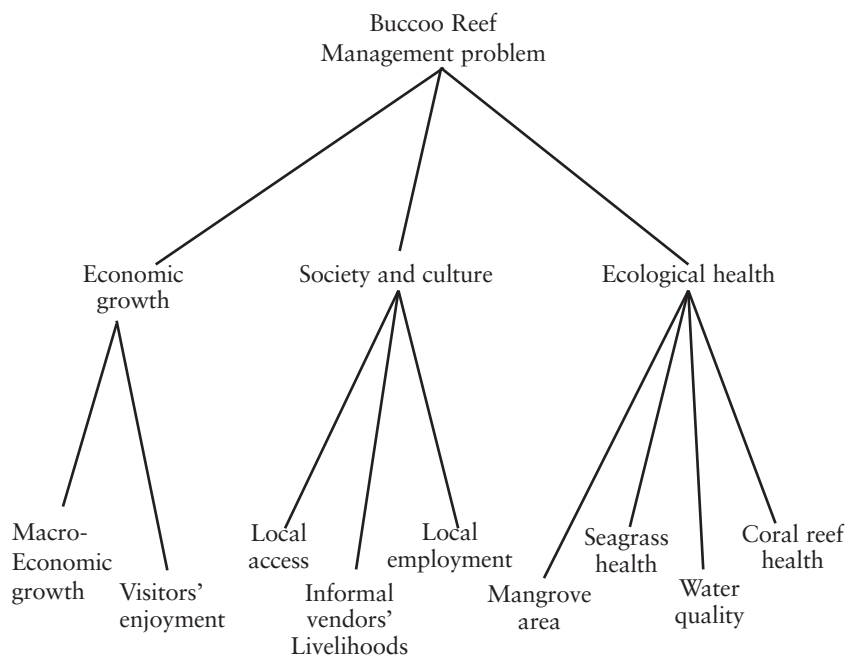 Buccoo Reef
Management problem
Economic
growth
Society and culture
Ecological health
Macro-
Economic
growth
Visitors’
enjoyment
Local
access
Informal
vendors’
Livelihoods
Local
employment
Mangrove
area
Seagrass
health
Water
quality
Coral reef
health